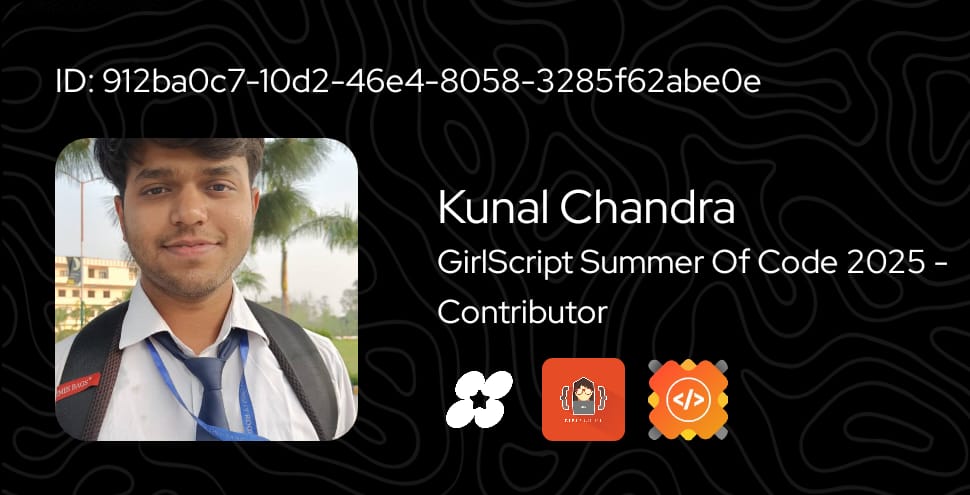 ID: 912ba0c7-10d2-46e4-8058-3285f62abe0e
Kunal Chandra
GirlScript Summer Of Code 2025 -
Contributor